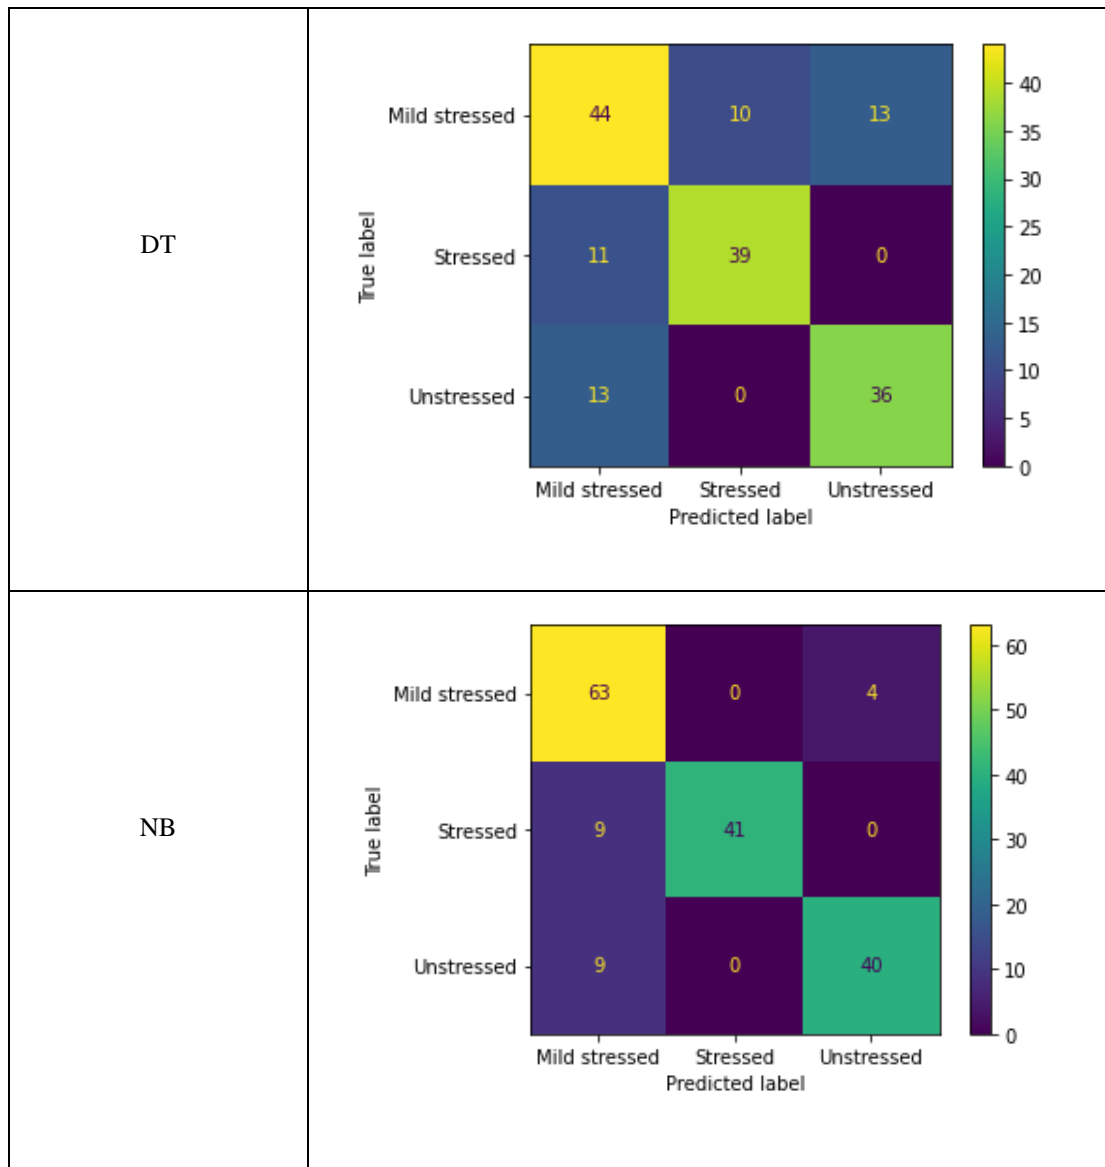 DT
Mild stressed 44 10 13
Stressed 11 39 0
Unstressed 13 0 36
Mild stressed Stressed Unstressed
Predicted label
True label
40
35
30
25
20
15
10
5
0
NB
Mild stressed 63 0 4
Stressed 9 41 0
Unstressed 9 0 40
Mild stressed Stressed Unstressed
Predicted label
True label
60
50
40
30
20
10
0